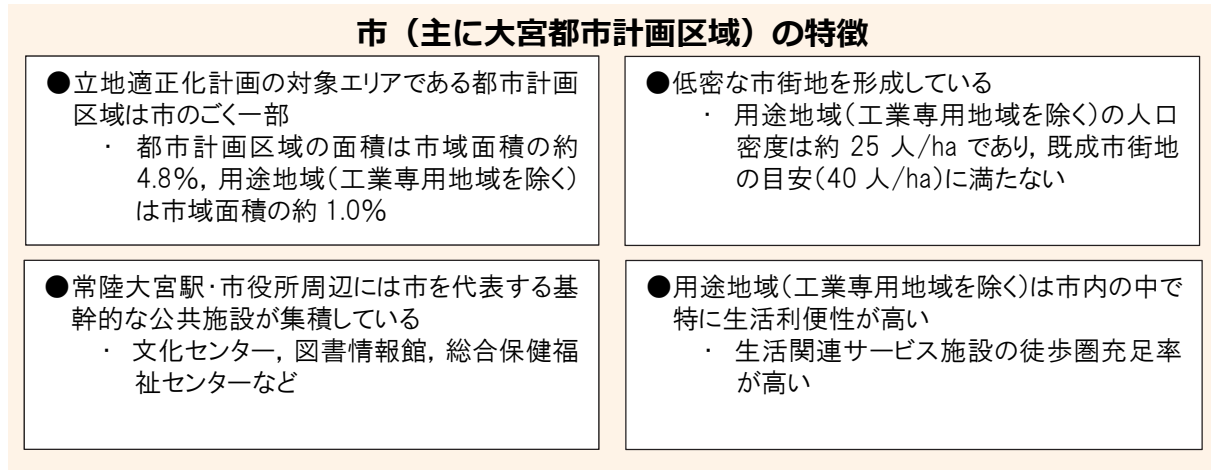 市（主に大宮都市計画区域）の特徴
●立地適正化計画の対象エリアである都市計画
区域は市のごく一部
・ 都市計画区域の面積は市域面積の約
4.8％，用途地域（工業専用地域を除く）
は市域面積の約 1.0％
●低密な市街地を形成している
・ 用途地域（工業専用地域を除く）の人口
密度は約 25 人/ha であり，既成市街地
の目安（40 人/ha）に満たない
●常陸大宮駅・市役所周辺には市を代表する基
幹的な公共施設が集積している
・ 文化センター，図書情報館，総合保健福
祉センターなど
●用途地域（工業専用地域を除く）は市内の中で
特に生活利便性が高い
・ 生活関連サービス施設の徒歩圏充足率
が高い